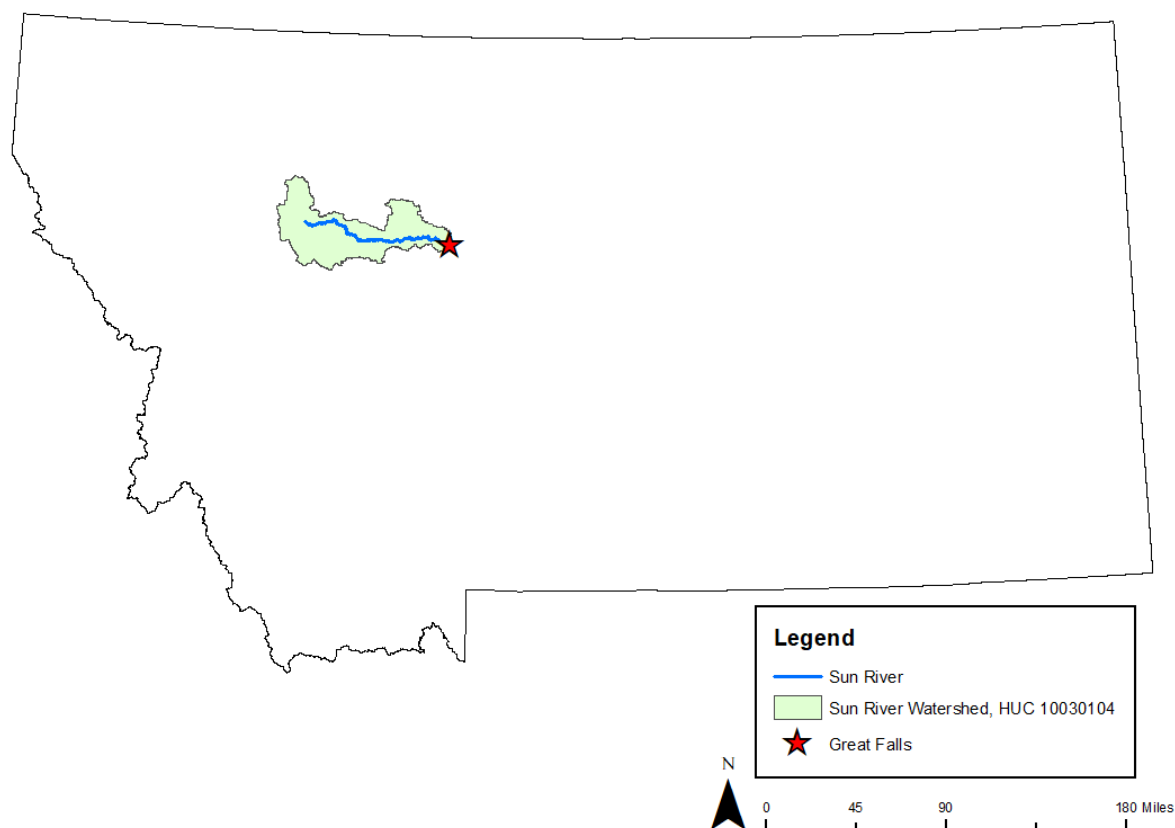 Legend
Sun River
Sun River Watershed, HUC 10030104
Great Falls
N
0 45 90 180 Miles